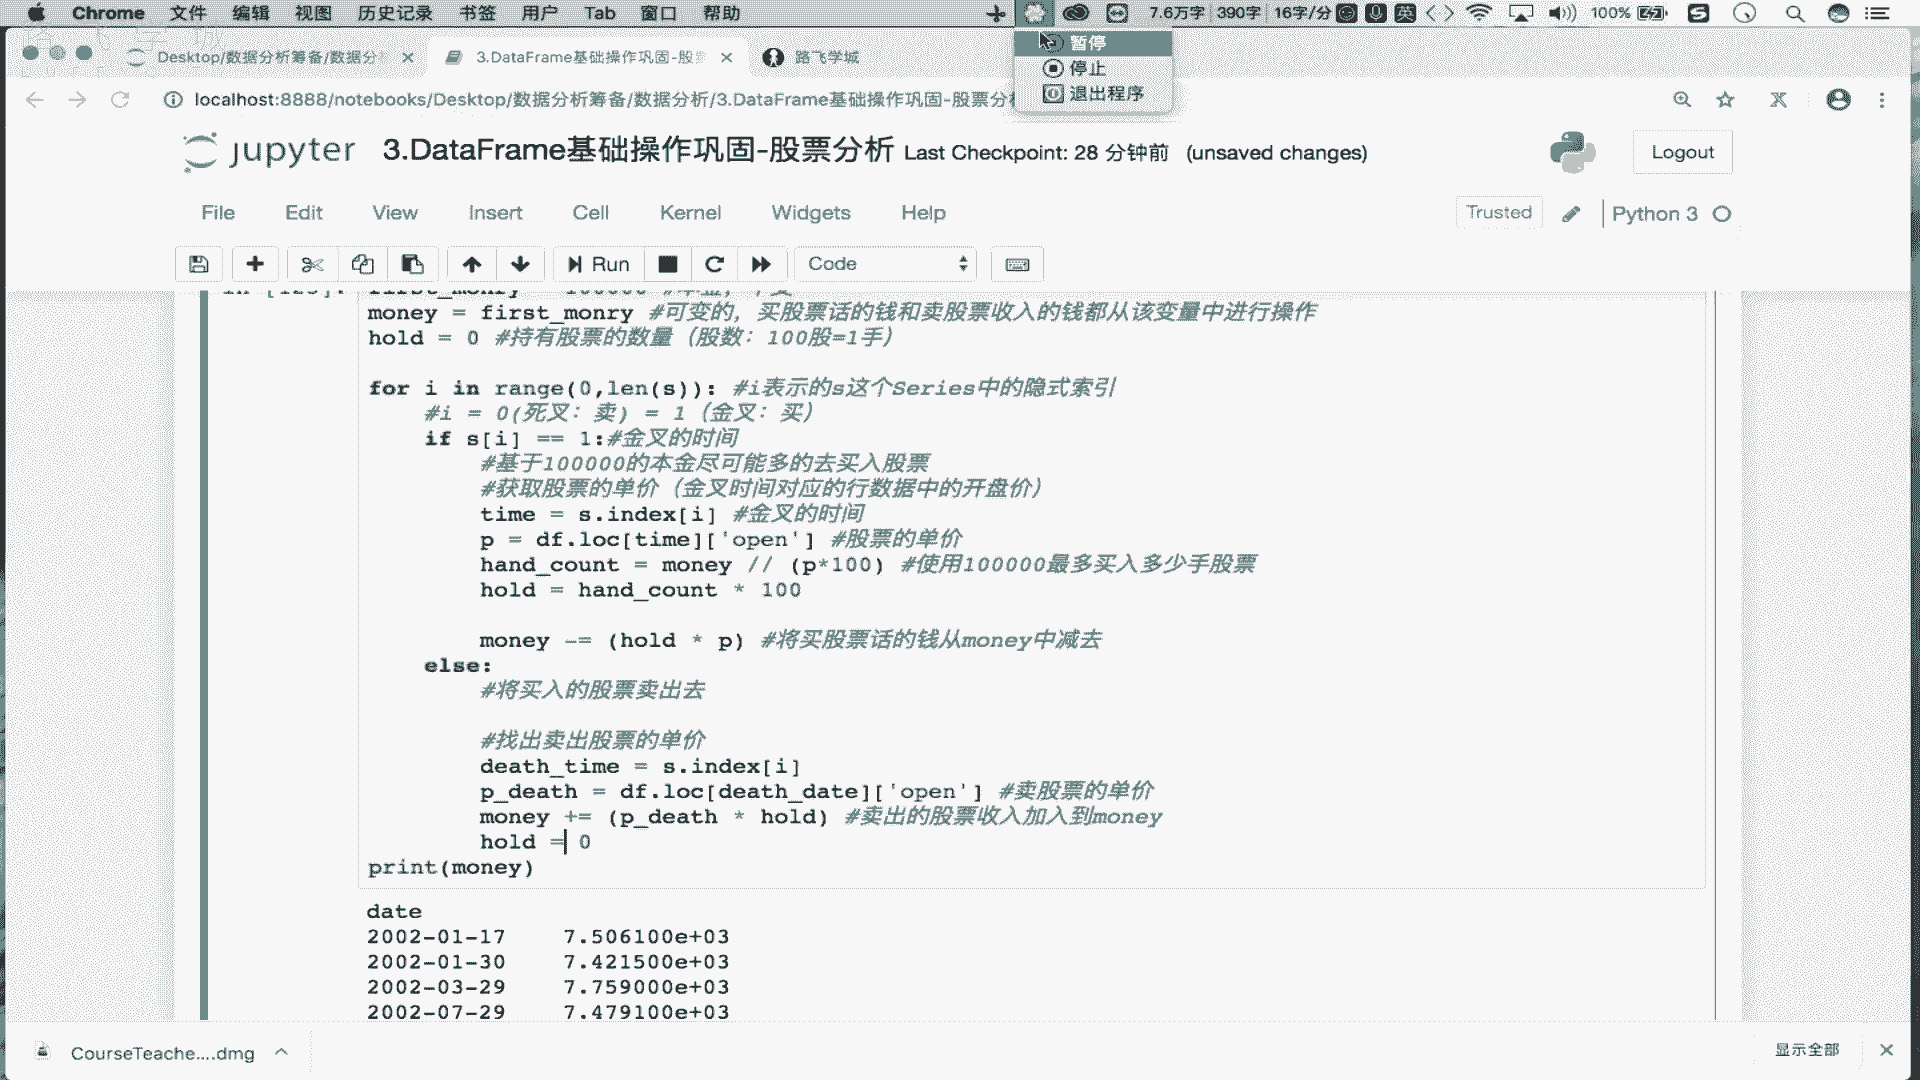 Chrome 文件 编辑 视图 历史记录 书签 用户 Tab 窗口 帮助 7.6万字 390字 16字/分 英 100%
暂停
停止
退出程序
Desktop/数据分析筹备/数据分 3.DataFrame基础操作巩固-股 路飞学城
localhost:8888/notebooks/Desktop/数据分析筹备/数据分析/3.DataFrame基础操作巩固-股票分
jupyter 3.DataFrame基础操作巩固-股票分析 Last Checkpoint: 28 分钟前 (unsaved changes) Logout
File Edit View Insert Cell Kernel Widgets Help Trusted Python 3
Run Code
money = first_monry #可变的, 买股票话的钱和卖股票收入的钱都从该变量中进行操作
hold = 0 #持有股票的数量（股数: 100股=1手）
for i in range(0,len(s)): #i表示的s这个Series中的隐式索引
#i = 0(死叉: 卖) = 1（金叉: 买）
if s[i] == 1:#金叉的时间
#基于100000的本金尽可能多的去买入股票
#获取股票的单价（金叉时间对应的行数据中的开盘价）
time = s.index[i] #金叉的时间
p = df.loc[time]['open'] #股票的单价
hand_count = money // (p*100) #使用100000最多买入多少手股票
hold = hand_count * 100
money -= (hold * p) #将买股票话的钱从money中减去
else:
#将买入的股票卖出去
#找出卖出股票的单价
death_time = s.index[i]
p_death = df.loc[death_date]['open'] #卖股票的单价
money += (p_death * hold) #卖出的股票收入加入到money
hold = 0
print(money)
date
2002-01-17 7.506100e+03
2002-01-30 7.421500e+03
2002-03-29 7.759000e+03
2002-07-29 7.479100e+03
CourseTeache....dmg 显示全部